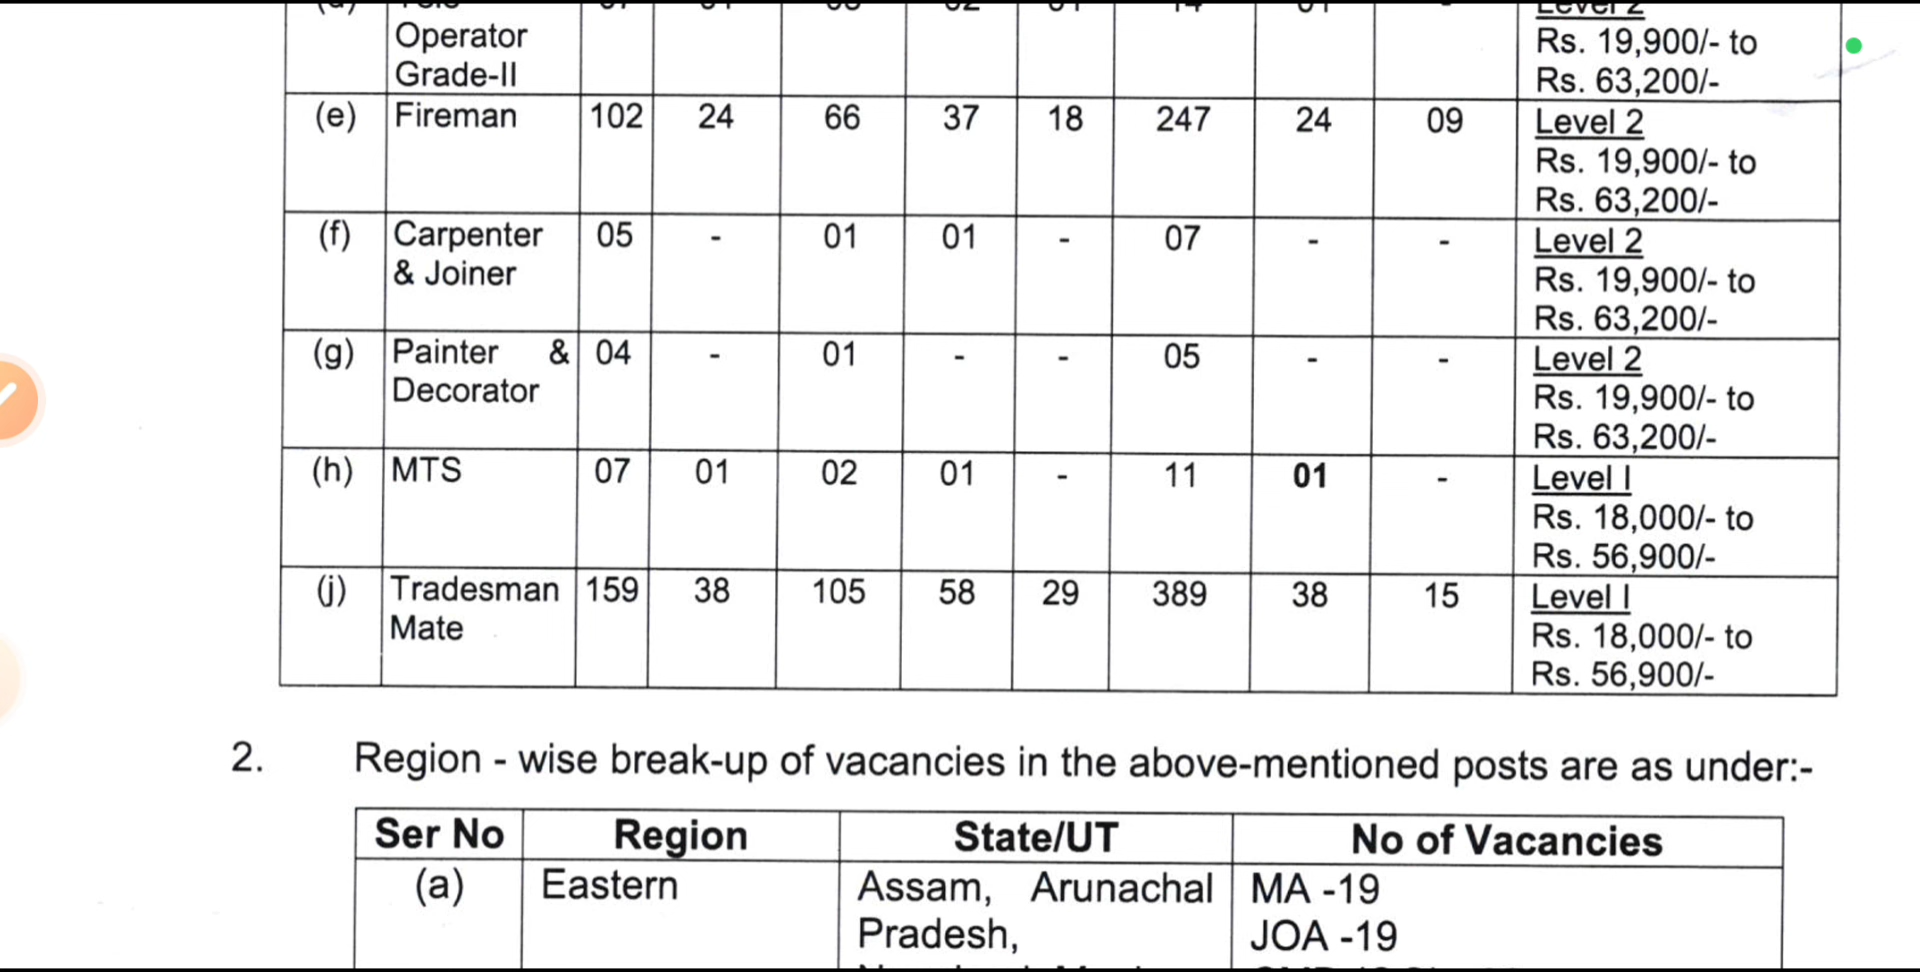 Operator Rs. 19,900/- to
Grade-II Rs. 63,200/-
(e) Fireman 102 24 66 37 18 247 24 09 Level 2
Rs. 19,900/- to
Rs. 63,200/-
(f) Carpenter 05 - 01 01 - 07 - - Level 2
& Joiner Rs. 19,900/- to
Rs. 63,200/-
(g) Painter & 04 - 01 - - 05 - - Level 2
Decorator Rs. 19,900/- to
Rs. 63,200/-
(h) MTS 07 01 02 01 - 11 01 - Level I
Rs. 18,000/- to
Rs. 56,900/-
(j) Tradesman 159 38 105 58 29 389 38 15 Level I
Mate Rs. 18,000/- to
Rs. 56,900/-
2. Region - wise break-up of vacancies in the above-mentioned posts are as under:-
Ser No Region State/UT No of Vacancies
(a) Eastern Assam, Arunachal MA -19
Pradesh, JOA -19